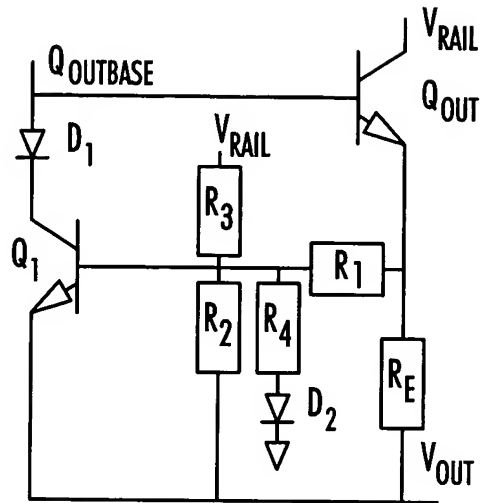 V_RAIL
Q_OUTBASE
Q_OUT
D_1
V_RAIL
R_3
Q_1
R_1
R_2
R_4
R_E
D_2
V_OUT